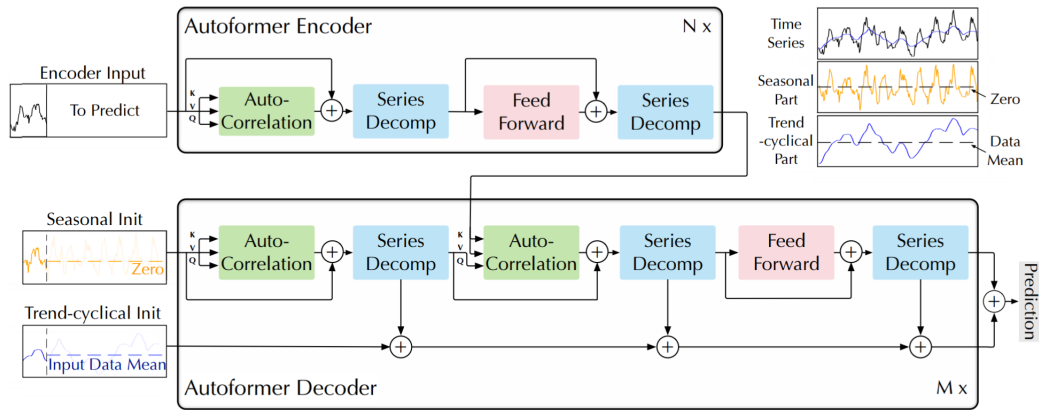 Autoformer Encoder
N x
Encoder Input
To Predict
K
V
Q
Auto-
Correlation
Series
Decomp
Feed
Forward
Series
Decomp
Time
Series
Seasonal
Part
Zero
Trend
-cyclical
Part
Data
Mean
Seasonal Init
Zero
K
V
Q
Auto-
Correlation
Series
Decomp
K
V
Q
Auto-
Correlation
Series
Decomp
Feed
Forward
Series
Decomp
Prediction
Trend-cyclical Init
Input Data Mean
Autoformer Decoder
M x